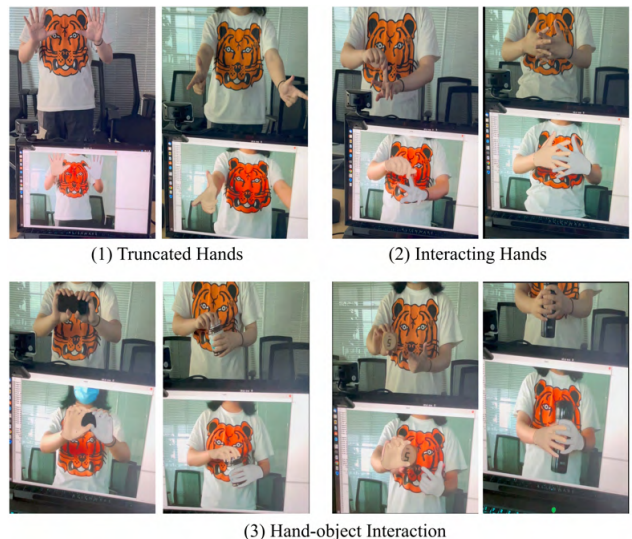 (1) Truncated Hands
(2) Interacting Hands
(3) Hand-object Interaction